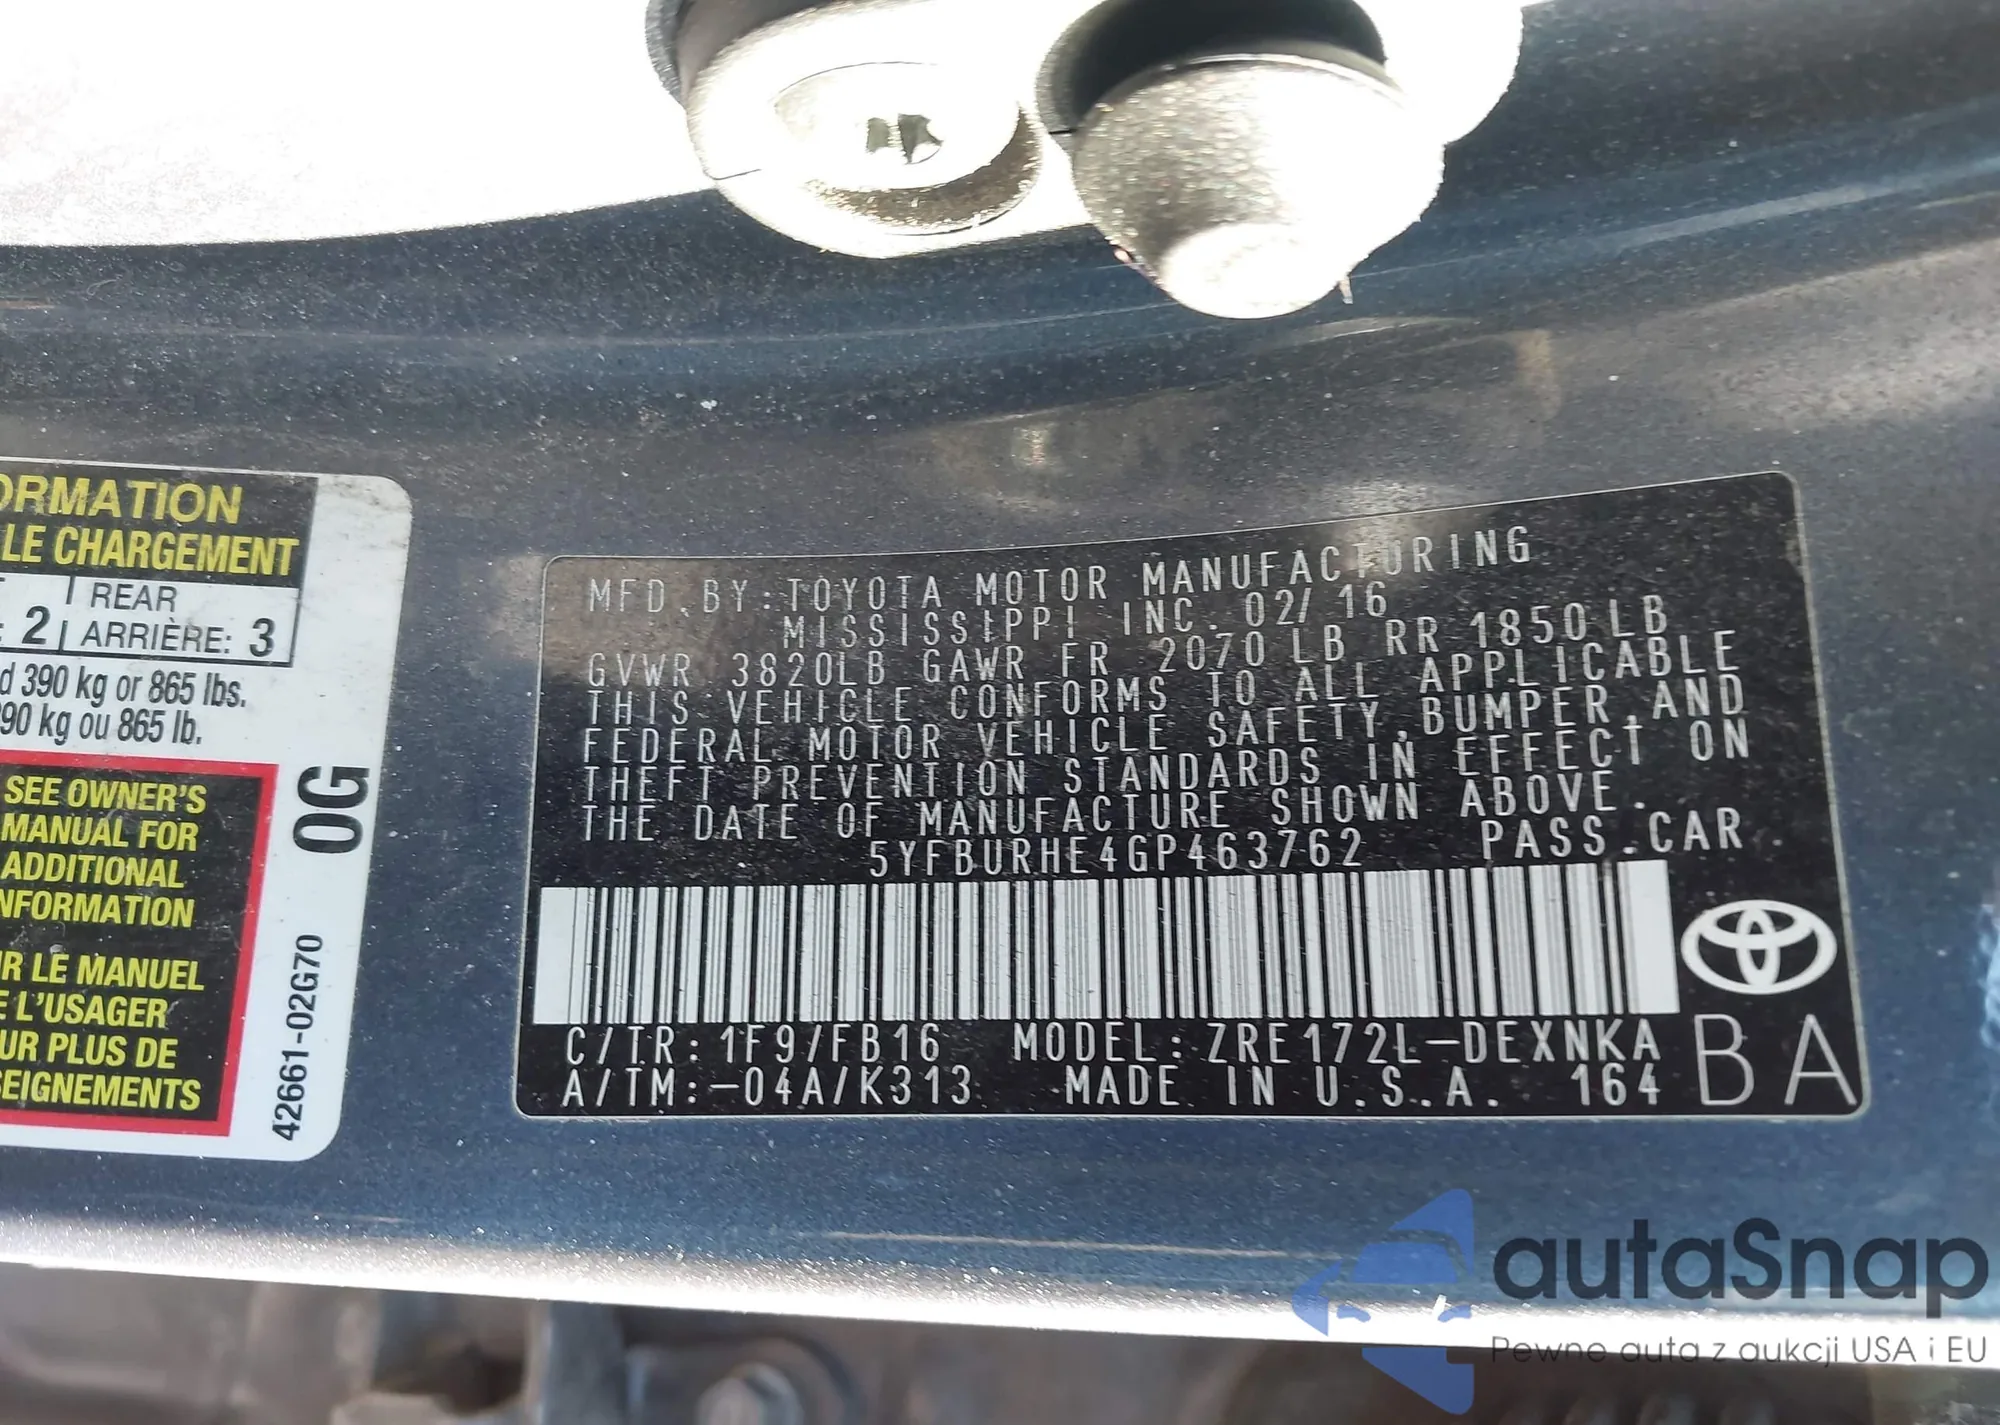 ORMATION
LE CHARGEMENT
2 REAR
ARRIÈRE: 3
d 390 kg or 865 lbs.
90 kg ou 865 lb.
SEE OWNER'S
MANUAL FOR
ADDITIONAL
NFORMATION
R LE MANUEL
E L'USAGER
UR PLUS DE
SEIGNEMENTS
OG
42661-02G70
MFD.BY:TOYOTA MOTOR MANUFACTURING
MISSISSIPPI INC. 02/16
GVWR 3820LB GAWR FR 2070LB RR 1850LB
THIS VEHICLE CONFORMS TO ALL APPLICABLE
FEDERAL MOTOR VEHICLE SAFETY,BUMPER,AND
THEFT PREVENTION STANDARDS IN EFFECT ON
THE DATE OF MANUFACTURE SHOWN ABOVE.
5YFBURHE4GP463762 PASS.CAR
C/TR:1F9/FB16 MODEL:ZRE172L-DEXNKA
A/TM:-04A/K313 MADE IN U.S.A. 164
BA
autaSnap
Pewne auta z aukcji USA i EU